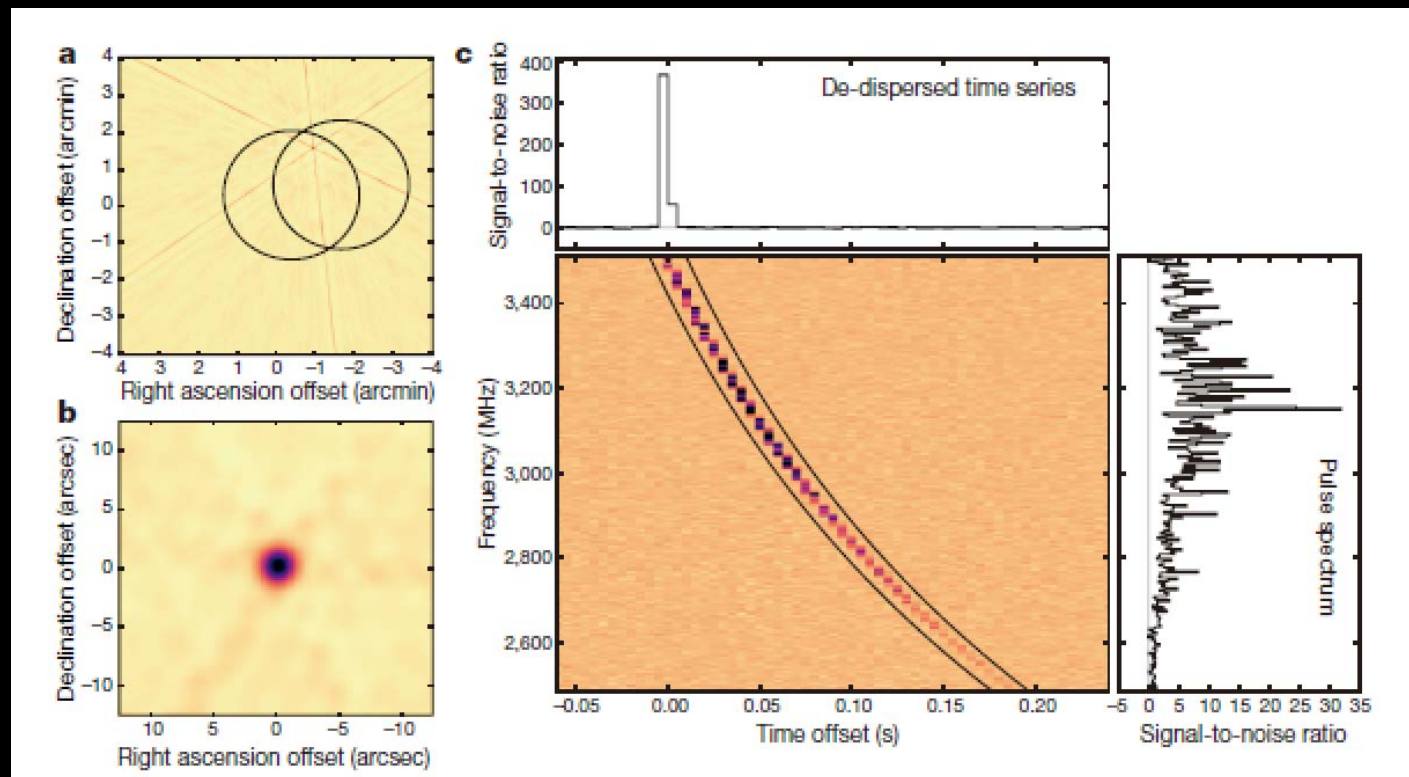 a
4
3
2
1
0
−1
−2
−3
−4
4 3 2 1 0 −1 −2 −3 −4
Declination offset (arcmin)
Right ascension offset (arcmin)
b
10
5
0
−5
−10
10 5 0 −5 −10
Declination offset (arcsec)
Right ascension offset (arcsec)
c
400
300
200
100
0
Signal-to-noise ratio
De-dispersed time series
3,400
3,200
3,000
2,800
2,600
Frequency (MHz)
−0.05 0.00 0.05 0.10 0.15 0.20
Time offset (s)
Pulse spectrum
−5 0 5 10 15 20 25 30 35
Signal-to-noise ratio